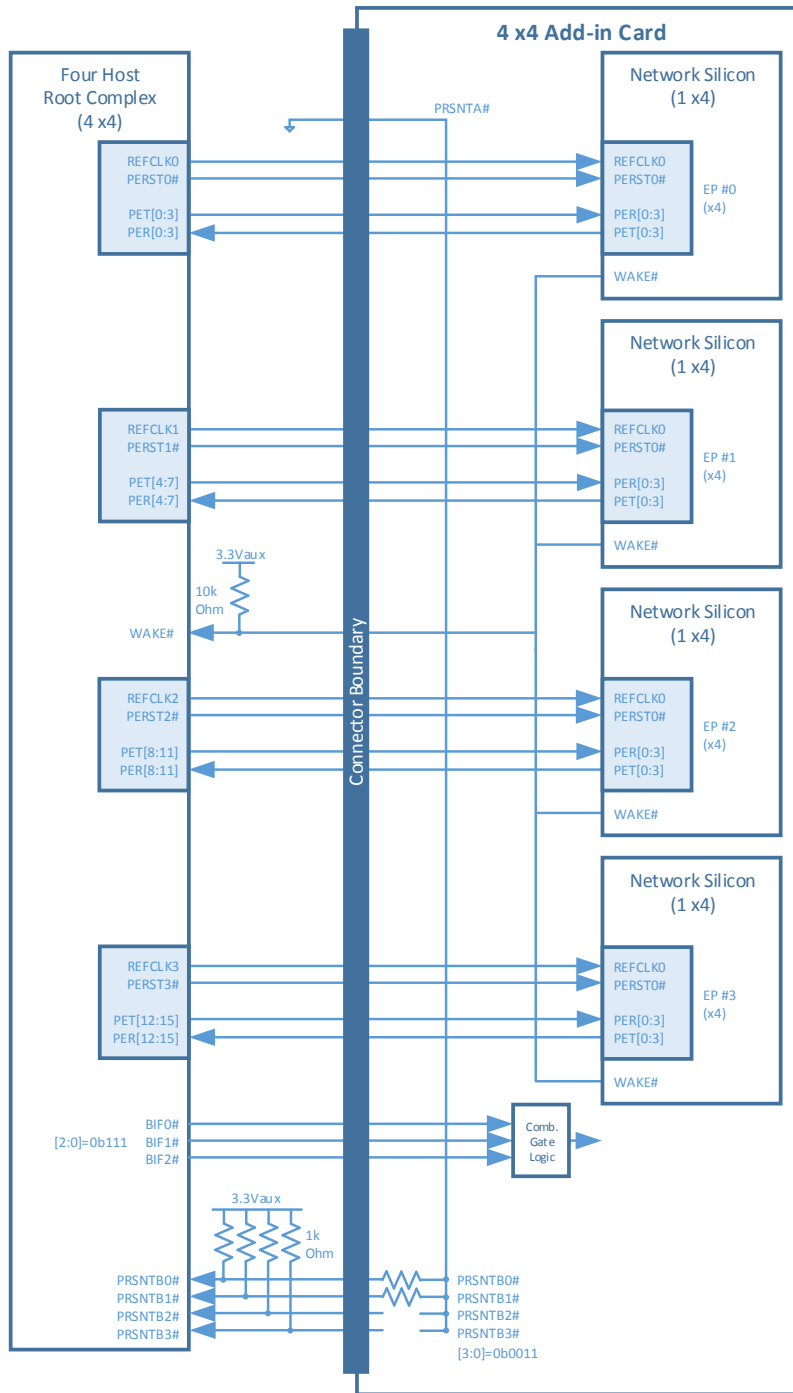 4 x4 Add-in Card
Four Host
Root Complex
(4 x4)
REFCLK0
PERST0#
PET[0:3]
PER[0:3]
REFCLK1
PERST1#
PET[4:7]
PER[4:7]
3.3Vaux
10k
Ohm
WAKE#
REFCLK2
PERST2#
PET[8:11]
PER[8:11]
REFCLK3
PERST3#
PET[12:15]
PER[12:15]
BIF0#
[2:0]=0b111
BIF1#
BIF2#
3.3Vaux
1k
Ohm
PRSNTB0#
PRSNTB1#
PRSNTB2#
PRSNTB3#
Connector Boundary
PRSNTA#
Network Silicon
(1 x4)
REFCLK0
PERST0#
PER[0:3]
PET[0:3]
EP #0
(x4)
WAKE#
Network Silicon
(1 x4)
REFCLK0
PERST0#
PER[0:3]
PET[0:3]
EP #1
(x4)
WAKE#
Network Silicon
(1 x4)
REFCLK0
PERST0#
PER[0:3]
PET[0:3]
EP #2
(x4)
WAKE#
Network Silicon
(1 x4)
REFCLK0
PERST0#
PER[0:3]
PET[0:3]
EP #3
(x4)
WAKE#
Comb.
Gate
Logic
PRSNTB0#
PRSNTB1#
PRSNTB2#
PRSNTB3#
[3:0]=0b0011